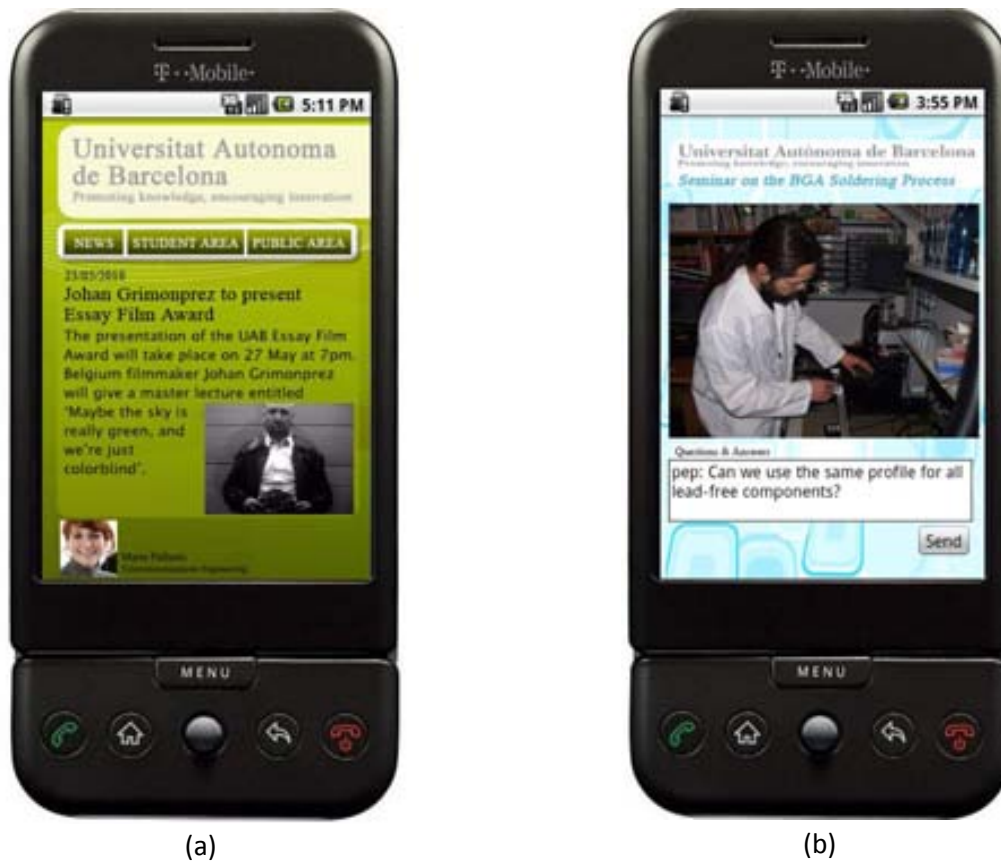 T··Mobile·
5:11 PM
Universitat Autonoma
de Barcelona
Promoting knowledge, encouraging innovation
NEWS STUDENT AREA PUBLIC AREA
Johan Grimonprez to present
Essay Film Award
The presentation of the UAB Essay Film
Award will take place on 27 May at 7pm.
Belgium filmmaker Johan Grimonprez
will give a master lecture entitled
'Maybe the sky is
really green, and
we're just
colorblind'.
MENU
(a)
T··Mobile·
3:55 PM
Universitat Autònoma de Barcelona
Promoting knowledge, encouraging innovation
Seminar on the BGA Soldering Process
Questions & Answers
pep: Can we use the same profile for all
lead-free components?
Send
MENU
(b)